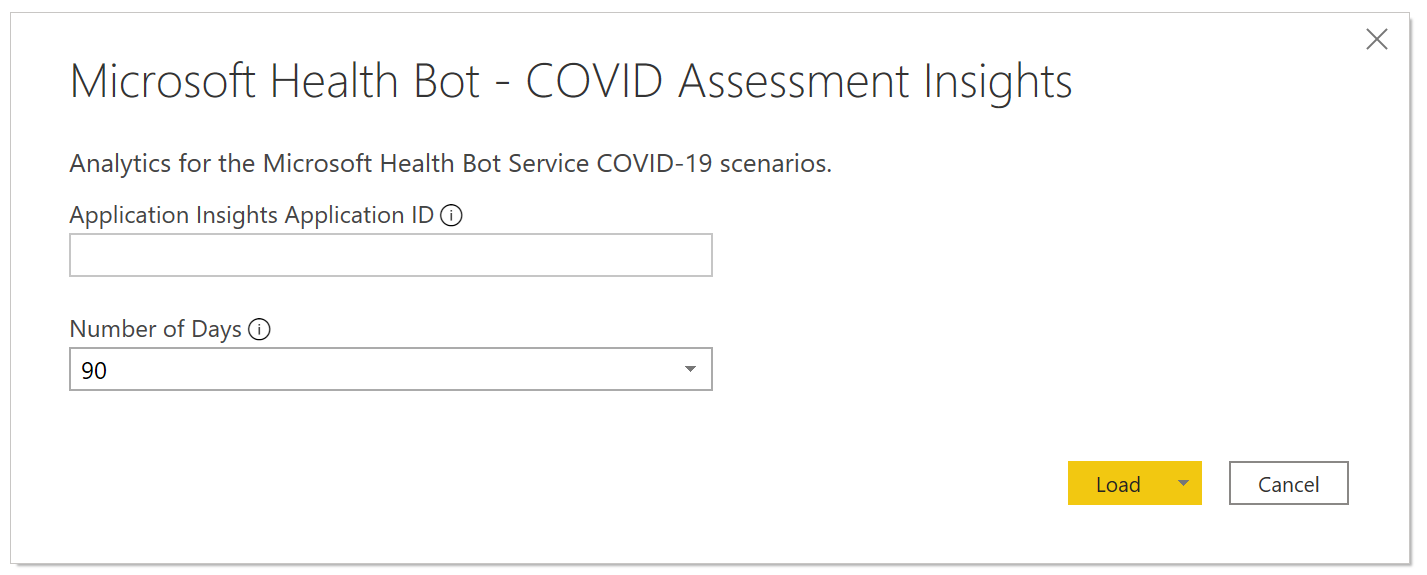 Microsoft Health Bot - COVID Assessment Insights
Analytics for the Microsoft Health Bot Service COVID-19 scenarios.
Application Insights Application ID
Number of Days
90
Load
Cancel